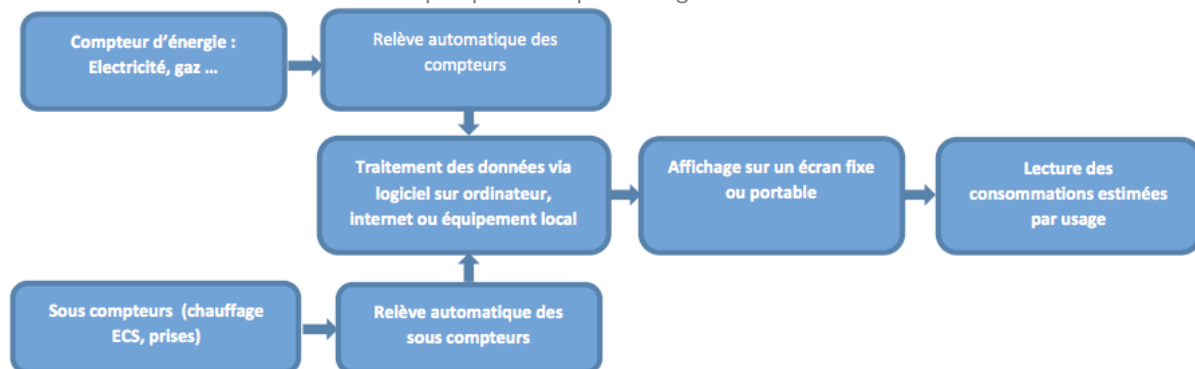 Compteur d'énergie :
Electricité, gaz …
Relève automatique des
compteurs
Traitement des données via
logiciel sur ordinateur,
internet ou équipement local
Affichage sur un écran fixe
ou portable
Lecture des
consommations estimées
par usage
Sous compteurs (chauffage
ECS, prises)
Relève automatique des
sous compteurs